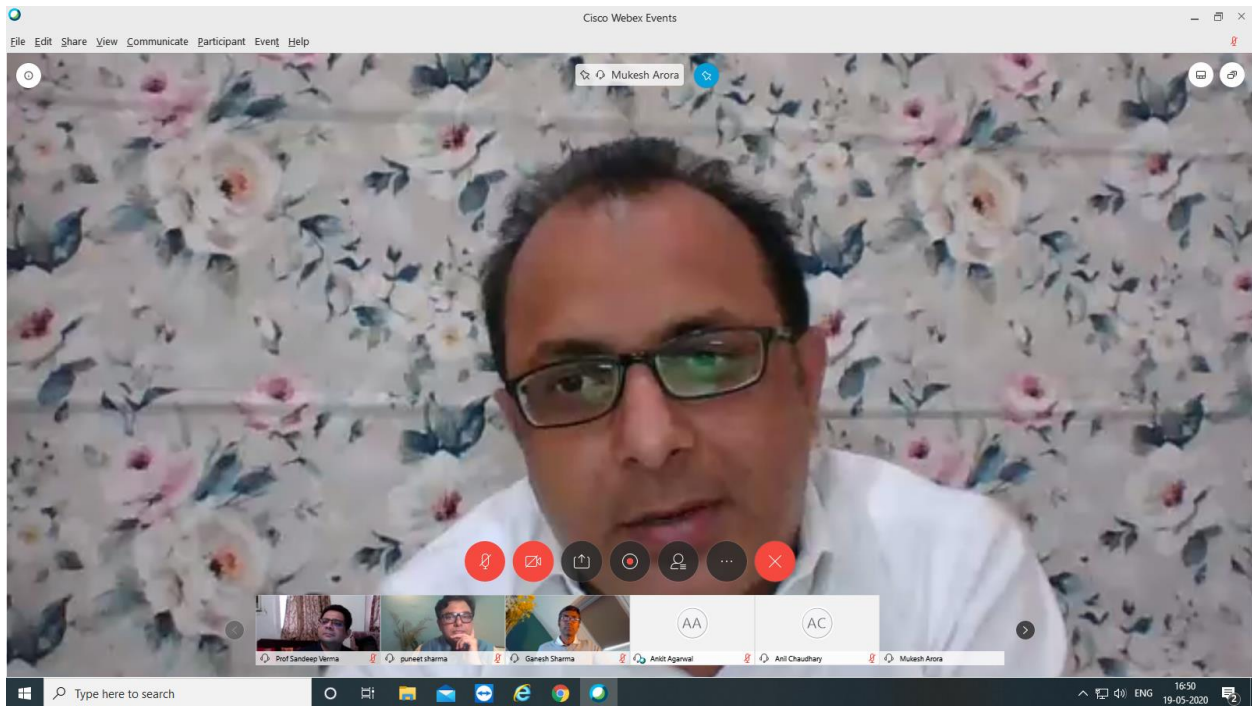 Cisco Webex Events
File Edit Share View Communicate Participant Event Help
Mukesh Arora
AA
AC
Prof Sandeep Verma
puneet sharma
Ganesh Sharma
Ankit Agarwal
Anil Chaudhary
Mukesh Arora
Type here to search
ENG
16:50
19-05-2020
2